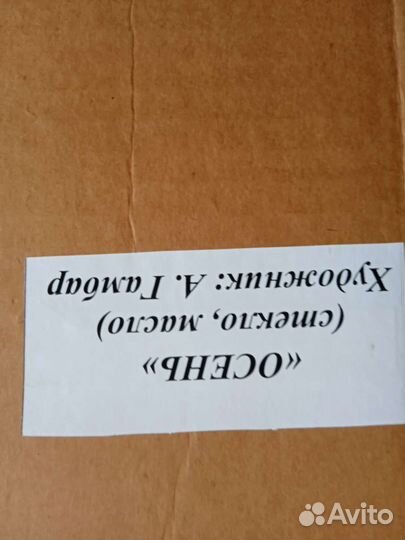 «ОСЕНЬ»
(стекло, масло)
Художник: А. Гамбар
Avito